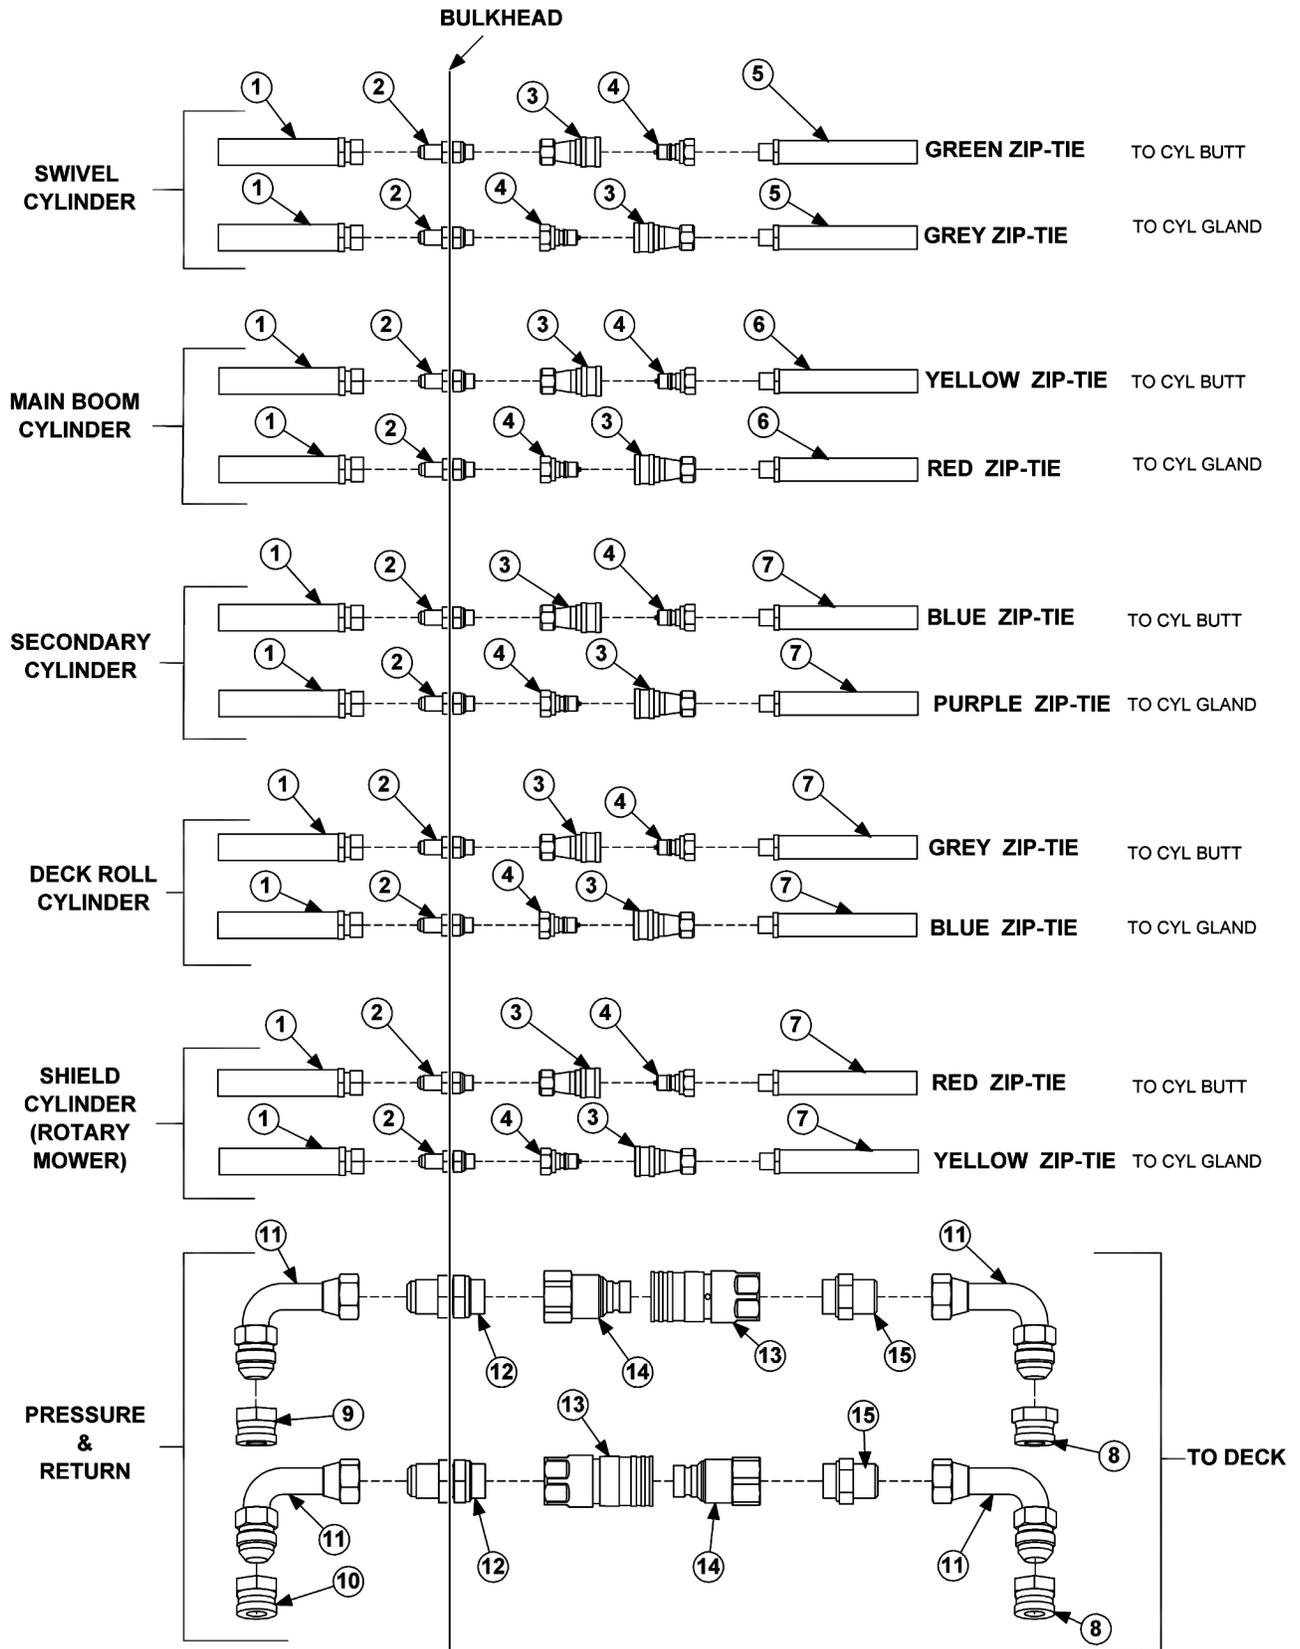 BULKHEAD
1 2 3 4 5
SWIVEL
CYLINDER
GREEN ZIP-TIE TO CYL BUTT
1 2 4 3 5
GREY ZIP-TIE TO CYL GLAND
1 2 3 4 6
MAIN BOOM
CYLINDER
YELLOW ZIP-TIE TO CYL BUTT
1 2 4 3 6
RED ZIP-TIE TO CYL GLAND
1 2 3 4 7
SECONDARY
CYLINDER
BLUE ZIP-TIE TO CYL BUTT
1 2 4 3 7
PURPLE ZIP-TIE TO CYL GLAND
1 2 3 4 7
DECK ROLL
CYLINDER
GREY ZIP-TIE TO CYL BUTT
1 2 4 3 7
BLUE ZIP-TIE TO CYL GLAND
1 2 3 4 7
SHIELD
CYLINDER
(ROTARY
MOWER)
RED ZIP-TIE TO CYL BUTT
1 2 4 3 7
YELLOW ZIP-TIE TO CYL GLAND
11 11
12 14 13 15
PRESSURE
&
RETURN
9 13 15 8
TO DECK
11 12 14 11
10 8